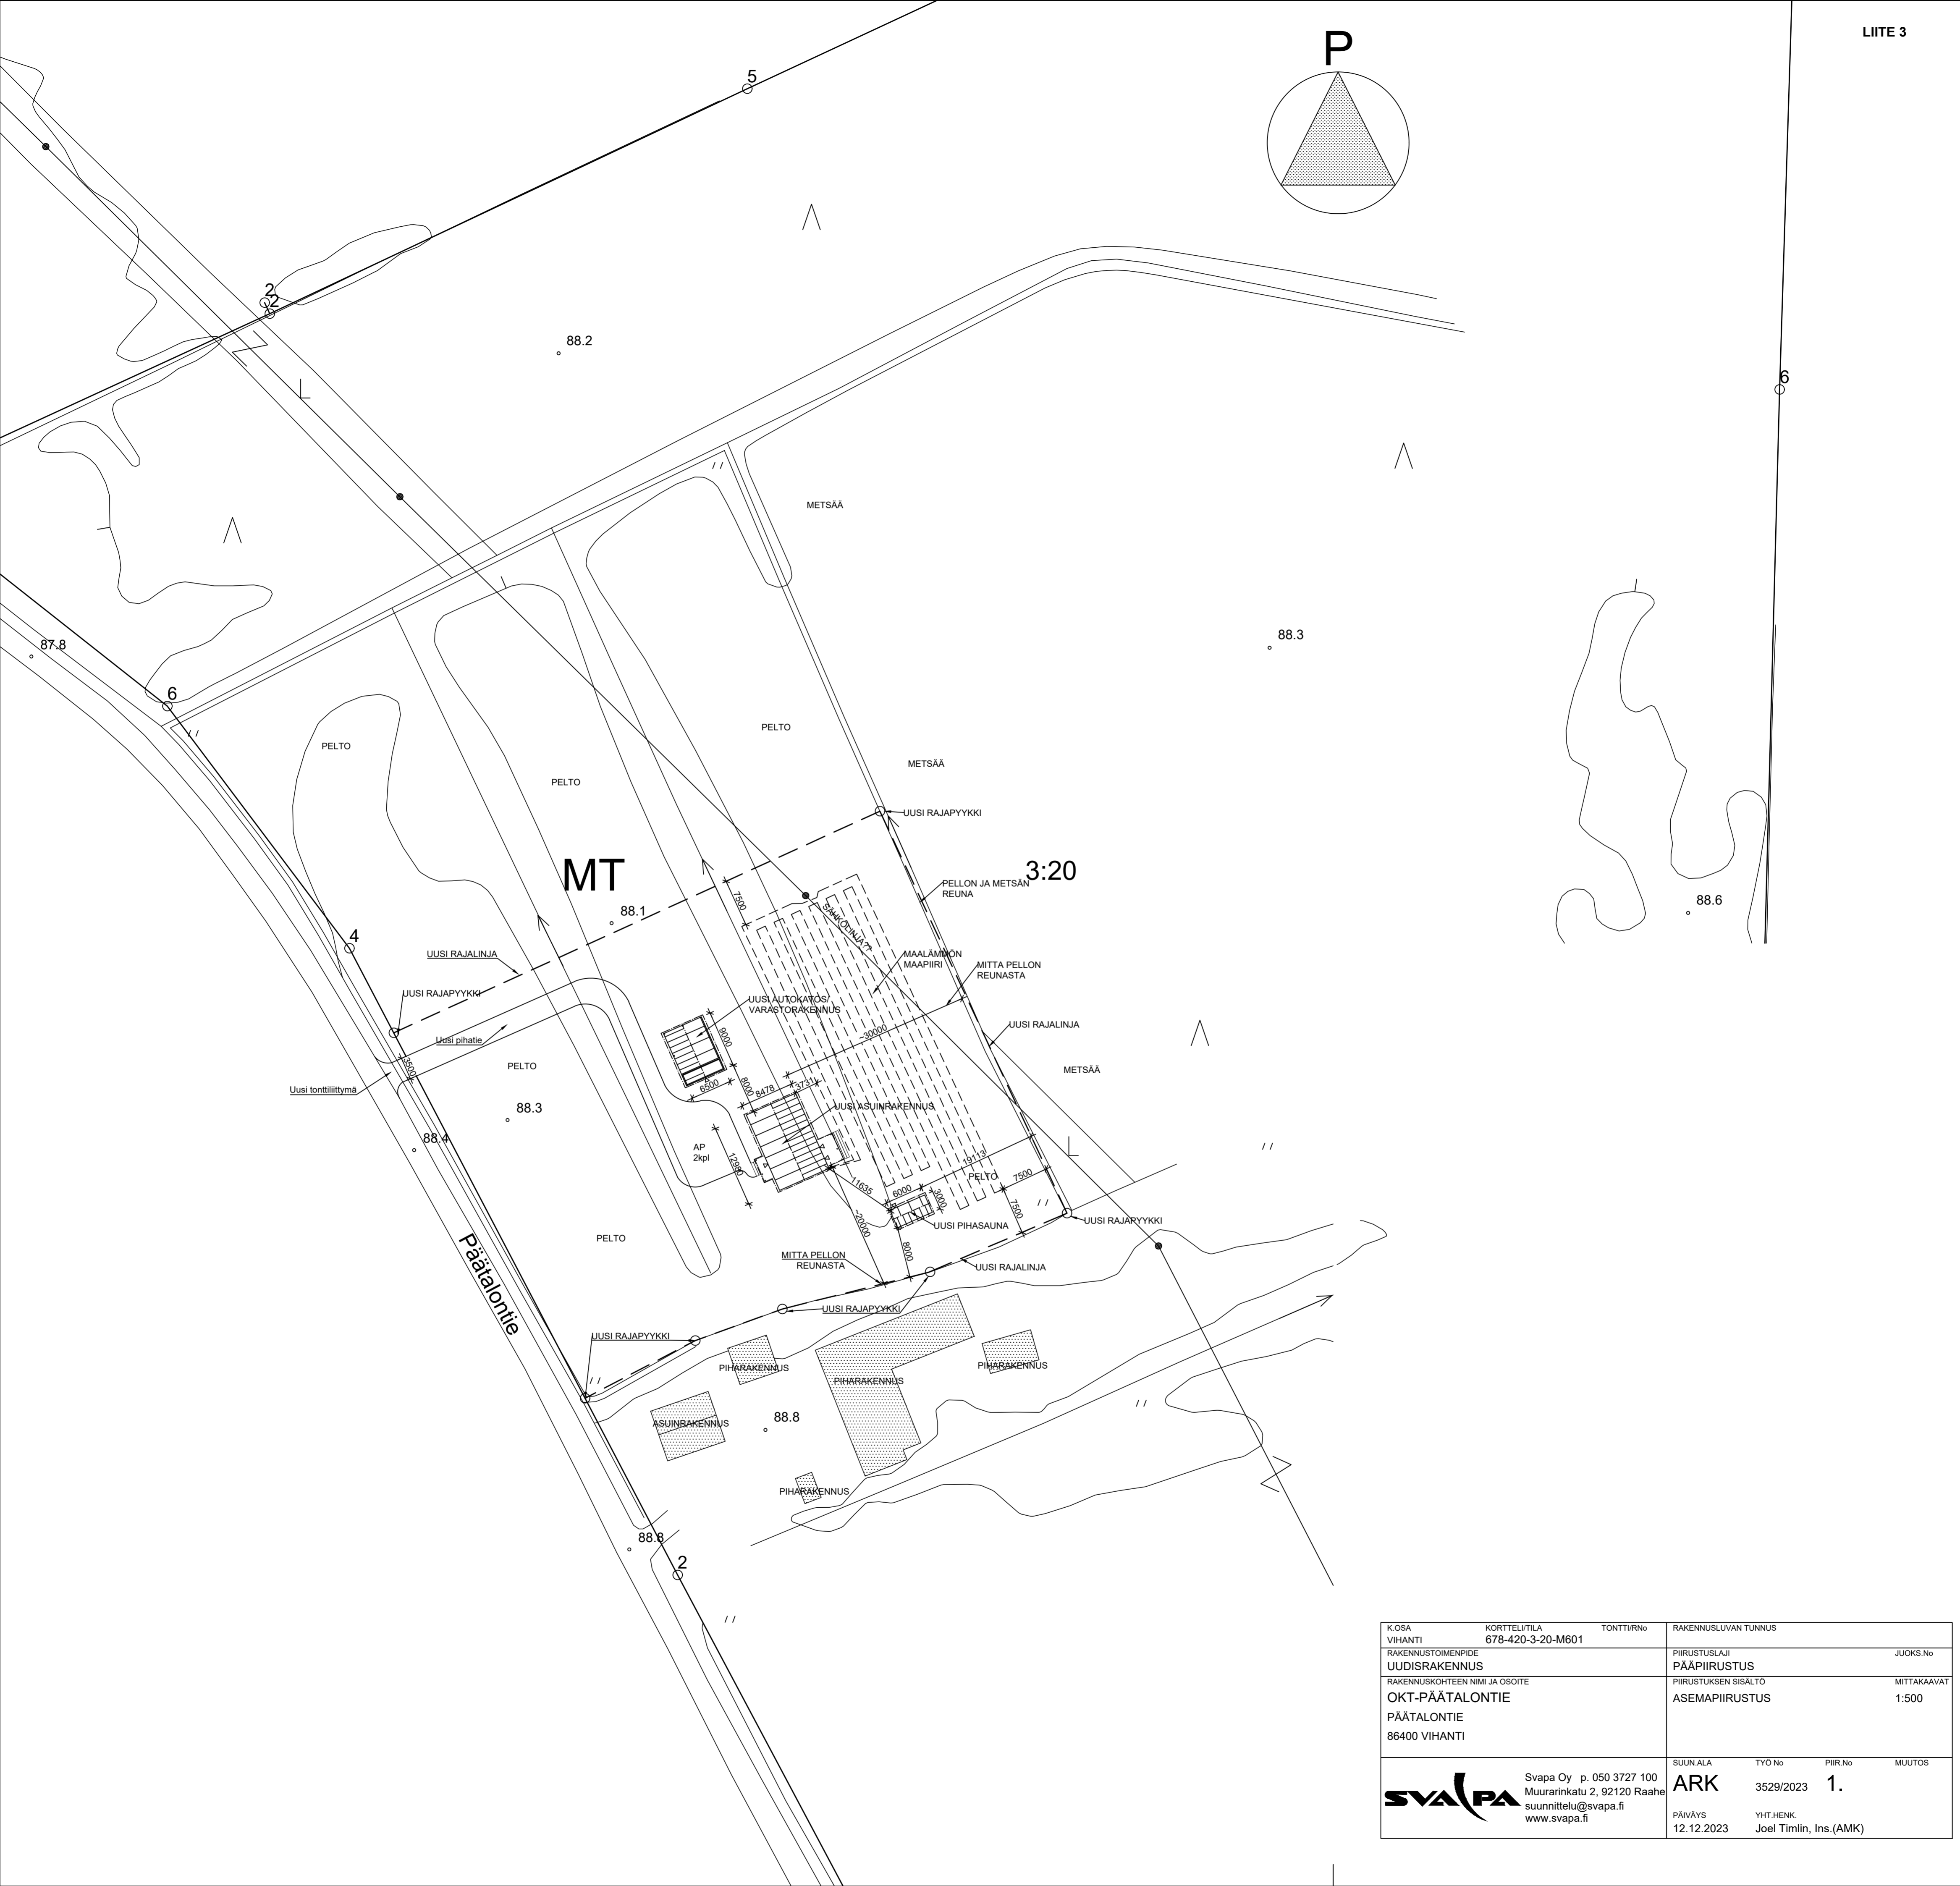 LIITE 3
P
5
2
2
88.2
6
METSÄÄ
88.3
87.8
6
PELTO
PELTO
PELTO
METSÄÄ
UUSI RAJAPYYKKI
MT
3:20
PELLON JA METSÄN
REUNA
88.6
7500
88.1
SÄHKÖLINJA??
4
UUSI RAJALINJA
MAALÄMMÖN
MAAPIIRI
MITTA PELLON
REUNASTA
UUSI RAJAPYYKKI
UUSI AUTOKATOS/
VARASTORAKENNUS
UUSI RAJALINJA
Uusi pihatie
9000
~30000
3500
PELTO
METSÄÄ
Uusi tonttiliittymä
6500
8000
8478
3731
88.3
UUSI ASUINRAKENNUS
88.4
AP
2kpl
12980
19113
PELTO
7500
11635
6000
3000
7500
~20000
UUSI PIHASAUNA
UUSI RAJAPYYKKI
PELTO
8000
MITTA PELLON
REUNASTA
UUSI RAJALINJA
Päätalontie
UUSI RAJAPYYKKI
UUSI RAJAPYYKKI
PIHARAKENNUS
PIHARAKENNUS
PIHARAKENNUS
ASUINRAKENNUS
88.8
PIHARAKENNUS
88.8
2
K.OSA KORTTELI/TILA TONTTI/RNo RAKENNUSLUVAN TUNNUS
VIHANTI 678-420-3-20-M601
RAKENNUSTOIMENPIDE PIIRUSTUSLAJI JUOKS.No
UUDISRAKENNUS PÄÄPIIRUSTUS
RAKENNUSKOHTEEN NIMI JA OSOITE PIIRUSTUKSEN SISÄLTÖ MITTAKAAVAT
OKT-PÄÄTALONTIE ASEMAPIIRUSTUS 1:500
PÄÄTALONTIE
86400 VIHANTI
SVAPA
Svapa Oy p. 050 3727 100
Muurarinkatu 2, 92120 Raahe
suunnittelu@svapa.fi
www.svapa.fi
SUUN.ALA TYÖ No PIIR.No MUUTOS
ARK 3529/2023 1.
PÄIVÄYS YHT.HENK.
12.12.2023 Joel Timlin, Ins.(AMK)